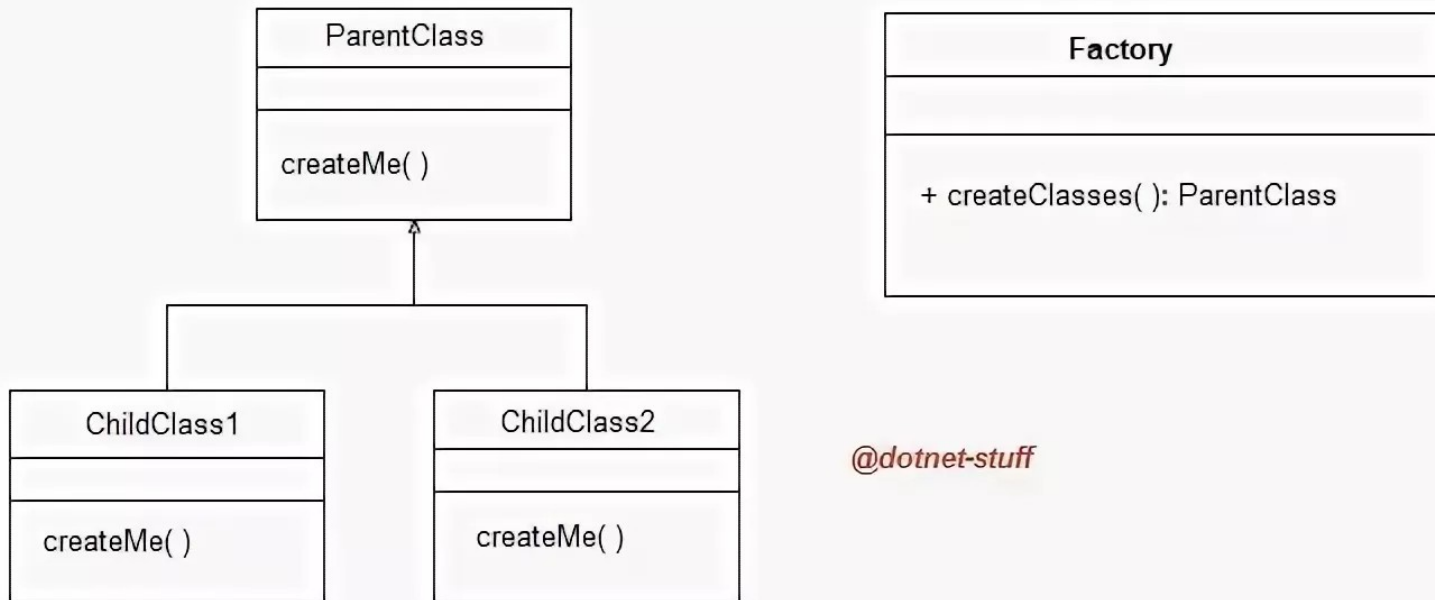 ParentClass
createMe( )
Factory
+ createClasses( ): ParentClass
ChildClass1
createMe( )
ChildClass2
createMe( )
@dotnet-stuff